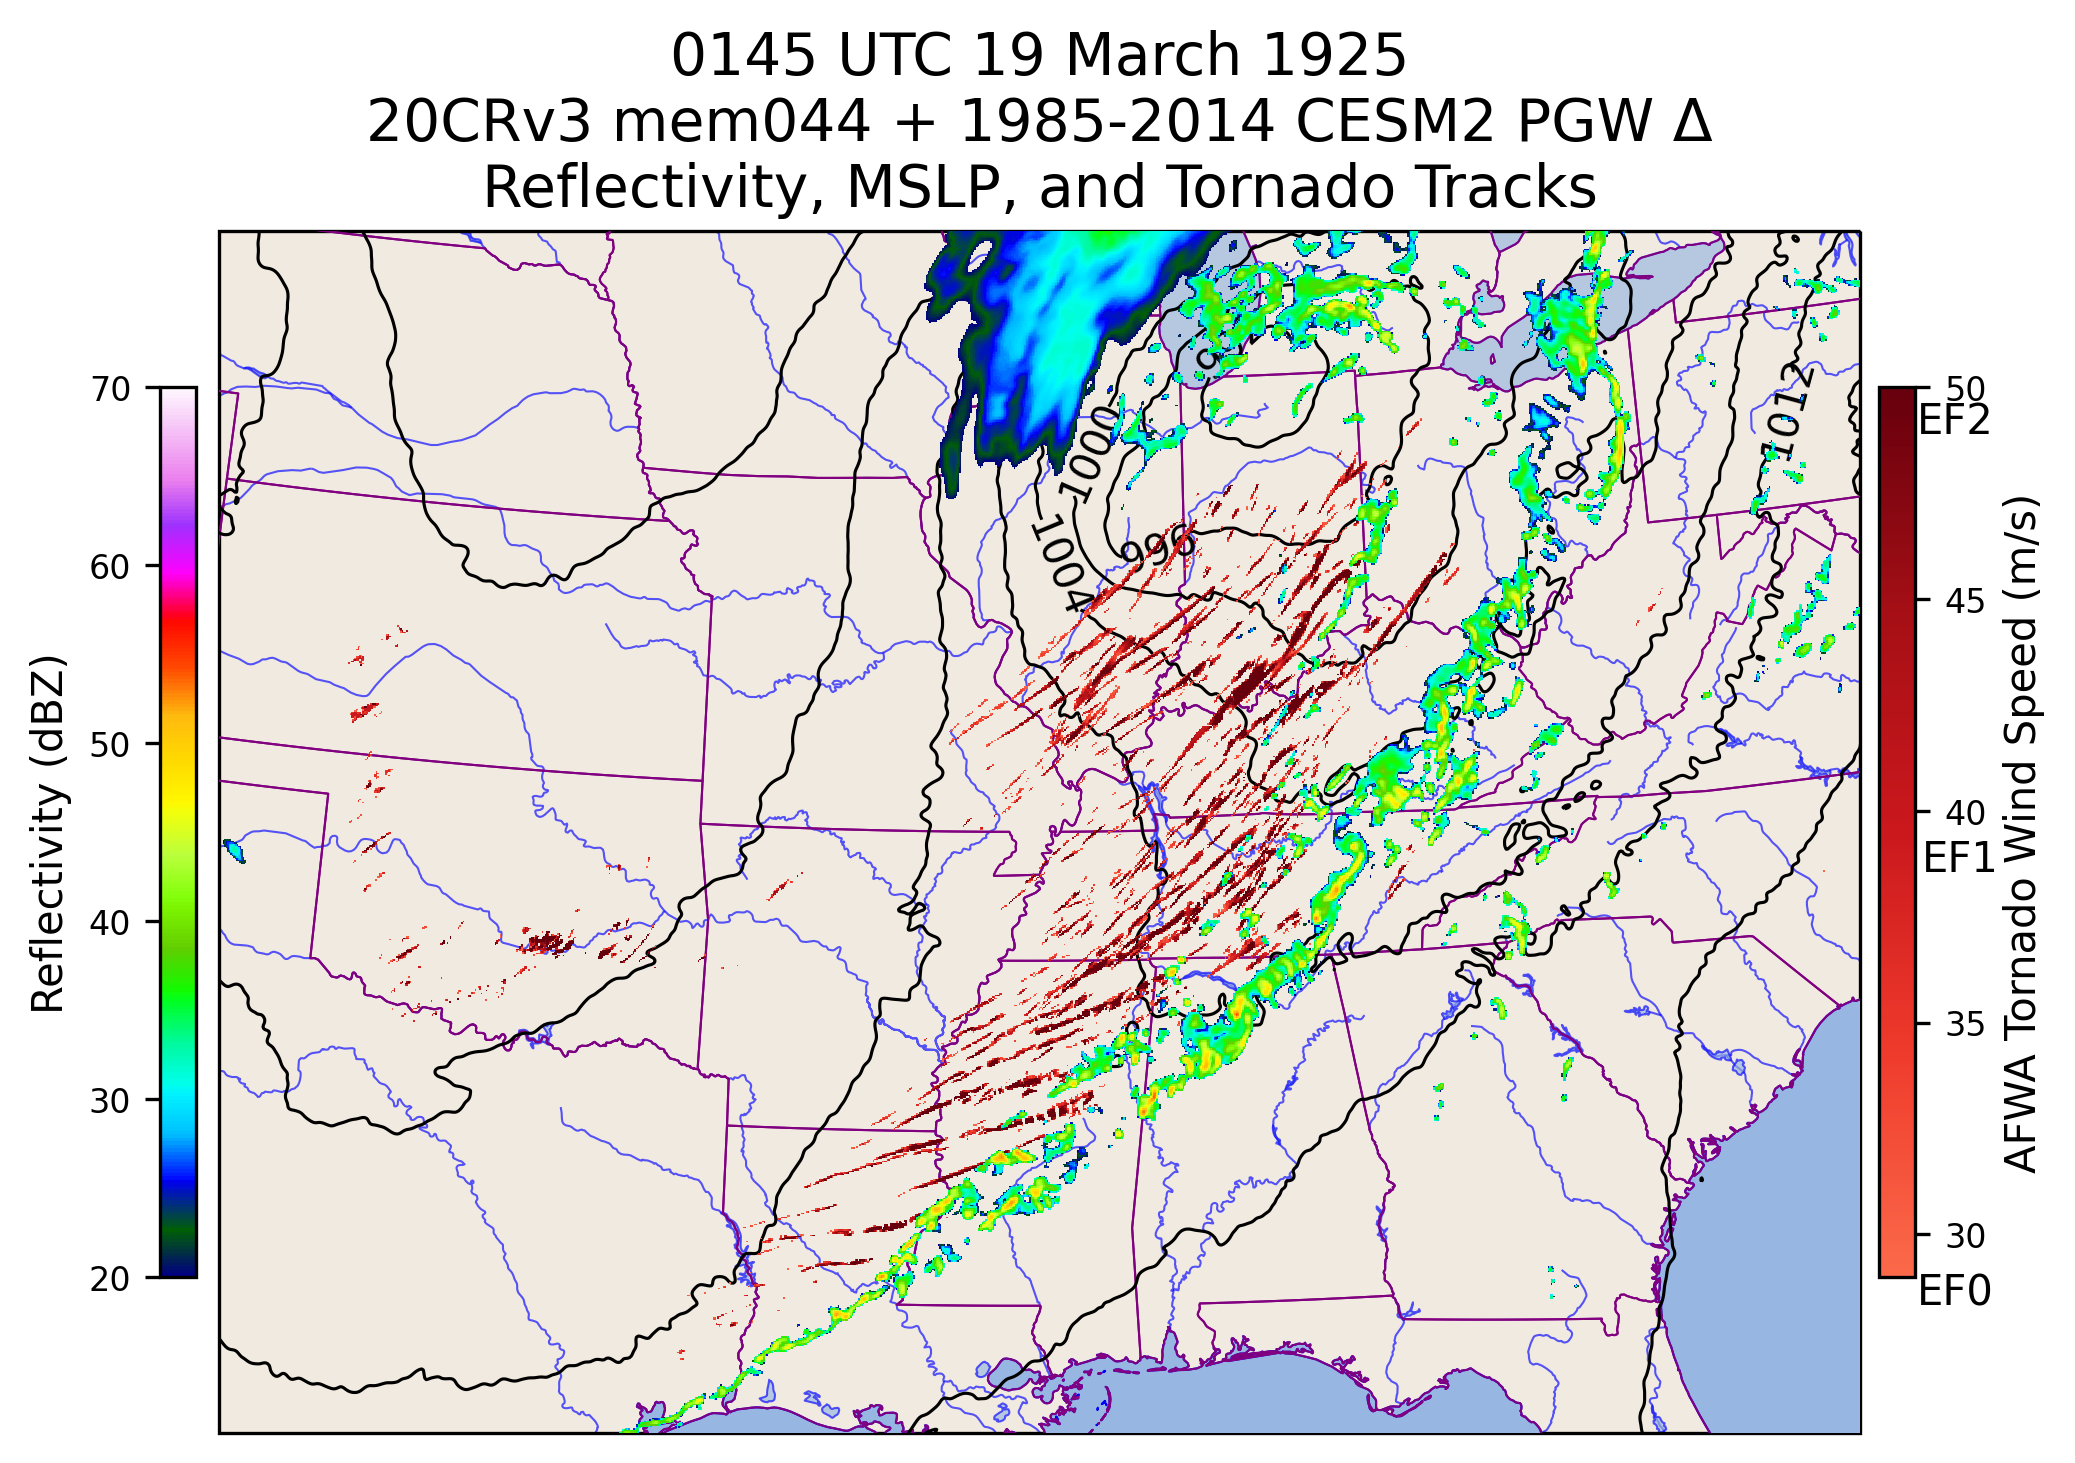 0145 UTC 19 March 1925
20CRv3 mem044 + 1985-2014 CESM2 PGW Δ
Reflectivity, MSLP, and Tornado Tracks
Reflectivity (dBZ)
70
60
50
40
30
20
1000
1004
996
1012
50
EF2
45
40
EF1
35
30
EF0
AFWA Tornado Wind Speed (m/s)